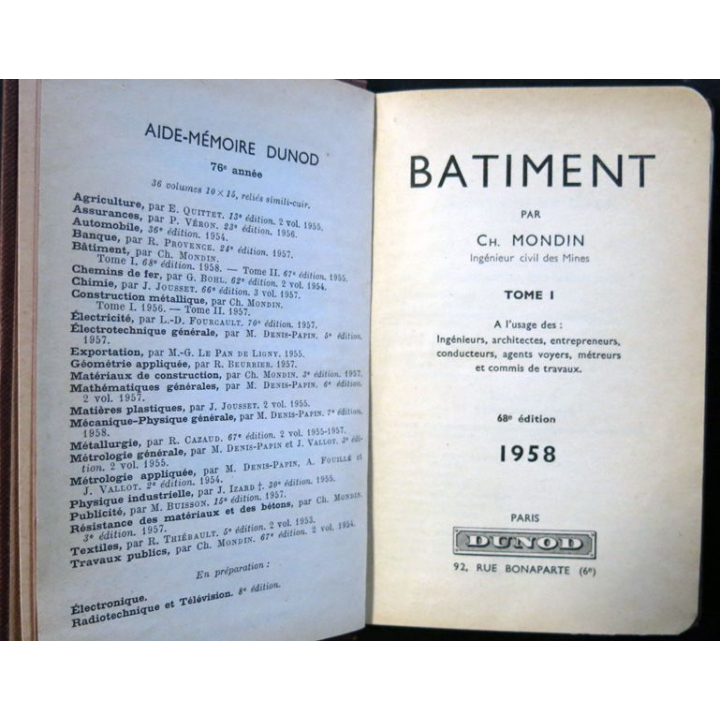 AIDE-MÉMOIRE DUNOD
76e année
36 volumes 10 × 15, reliés simili-cuir.
Agriculture, par E. QUITTET. 13e édition. 2 vol. 1955.
Assurances, par P. VÉRON. 23e édition. 1956.
Automobile, 36e édition. 1954.
Banque, par R. PROVENCE. 24e édition. 1957.
Bâtiment, par Ch. MONDIN.
Tome I, 68e édition. 1958. — Tome II. 67e édition. 1955.
Chemins de fer, par G. BOHL. 62e édition. 2 vol. 1954.
Chimie, par J. JOUSSET. 66e édition. 3 vol. 1957.
Construction métallique, par Ch. MONDIN.
Tome I. 1956. — Tome II. 1957.
Électricité, par L.-D. FOURCAULT. 70e édition. 1957.
Électrotechnique générale, par M. DENIS-PAPIN. 5e édition
1957.
Exportation, par M.-G. LE PAN DE LIGNY. 1955.
Géométrie appliquée, par R. BEURRIER. 1957.
Matériaux de construction, par Ch. MONDIN. 3e édition. 1957.
Mathématiques générales, par M. DENIS-PAPIN. 6e édition.
2 vol. 1957.
Matières plastiques, par J. JOUSSET. 2 vol. 1955.
Mécanique-Physique générale, par M. DENIS-PAPIN. 7e édition.
1958.
Métallurgie, par R. CAZAUD. 67e édition. 2 vol. 1955-1957.
Métrologie générale, par M. DENIS-PAPIN et J. VALLOT. édi-
tion. 2 vol. 1955.
Métrologie appliquée, par M. DENIS-PAPIN, A. FOUILLÉ et
J. VALLOT. 2e édition. 1954.
Physique industrielle, par J. IZARD †. 30e édition. 1955.
Publicité, par M. BUISSON. 15e édition. 1957.
Résistance des matériaux et des bétons, par Ch. MONDIN.
3e édition. 1957.
Textiles, par R. THIÉBAULT. 5e édition. 2 vol. 1953.
Travaux publics, par Ch. MONDIN. 67e édition. 2 vol. 1954.
En préparation :
Électronique.
Radiotechnique et Télévision. 8e édition.
BATIMENT
PAR
CH. MONDIN
Ingénieur civil des Mines
TOME I
A l'usage des :
Ingénieurs, architectes, entrepreneurs,
conducteurs, agents voyers, métreurs
et commis de travaux.
68e édition
1958
PARIS
DUNOD
92, RUE BONAPARTE (6e)